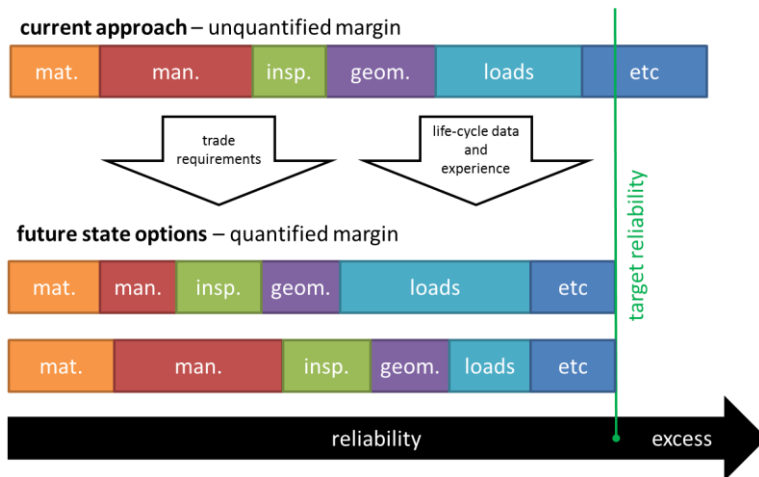 current approach – unquantified margin
mat. man. insp. geom. loads etc
trade
requirements
life-cycle data
and
experience
future state options – quantified margin
target reliability
mat. man. insp. geom. loads etc
mat. man. insp. geom. loads etc
reliability excess